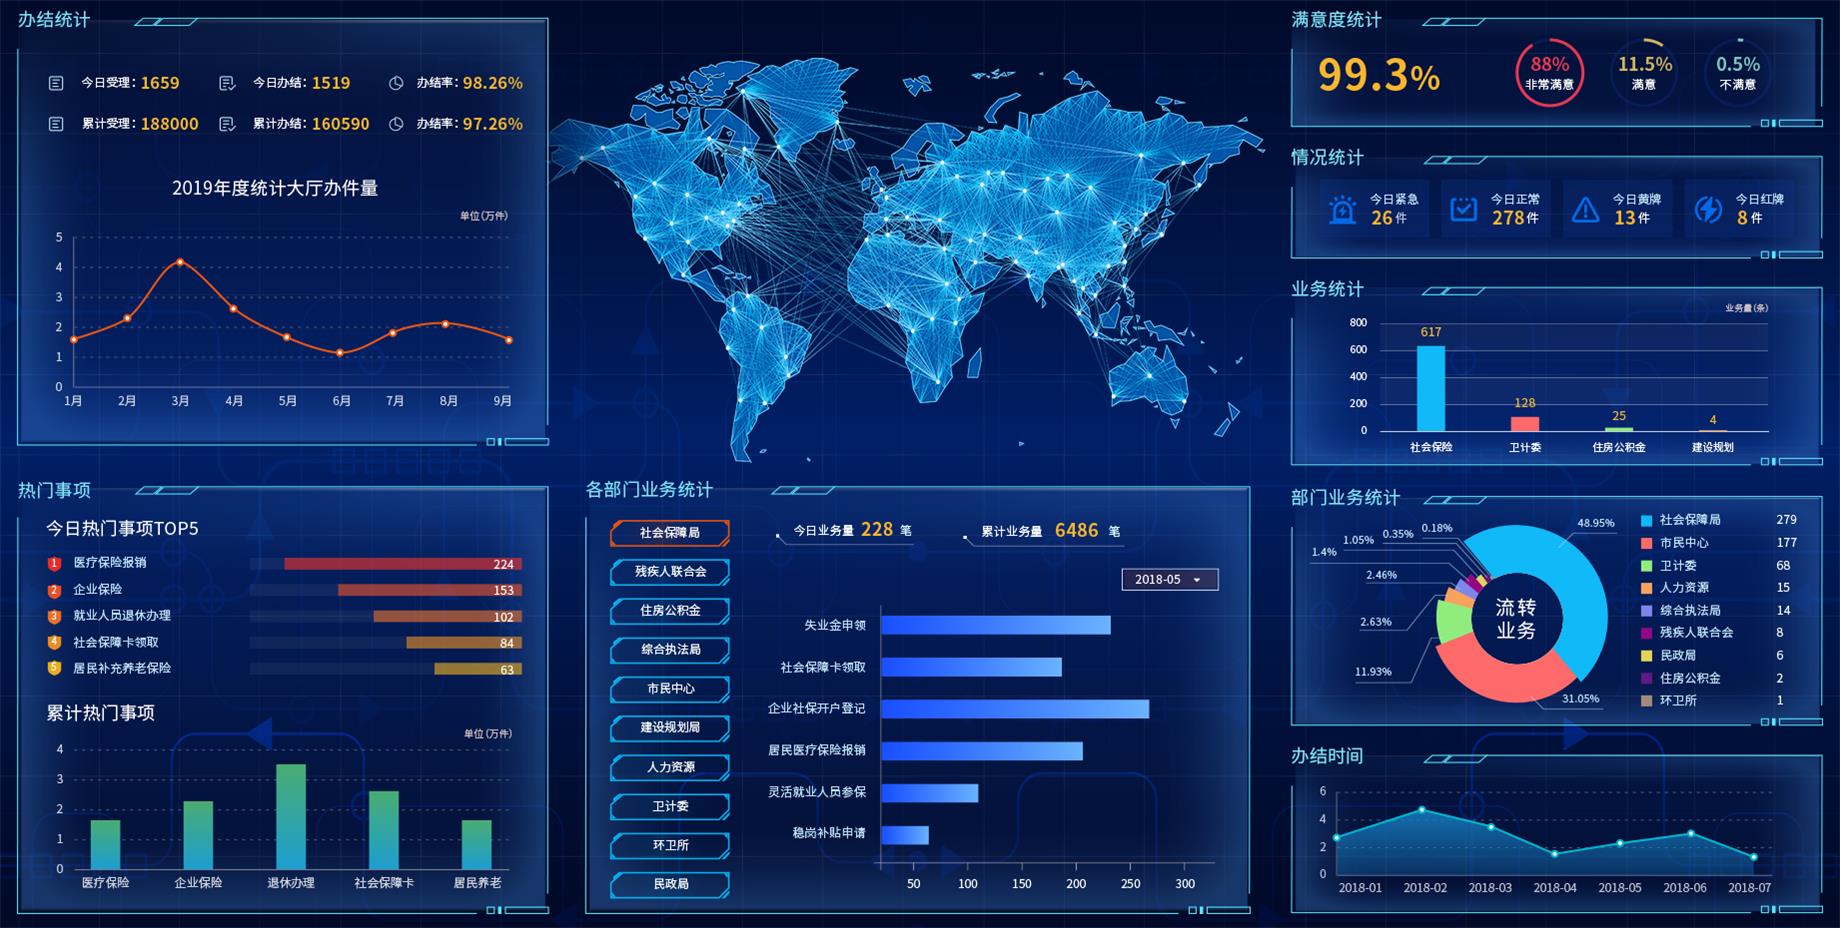 办结统计
今日受理：1659
今日办结：1519
办结率：98.26%
累计受理：188000
累计办结：160590
办结率：97.26%
2019年度统计大厅办件量
单位(万件)
5
4
3
2
1
0
1月 2月 3月 4月 5月 6月 7月 8月 9月
热门事项
今日热门事项TOP5
1 医疗保险报销 224
2 企业保险 153
3 就业人员退休办理 102
4 社会保障卡领取 84
5 居民补充养老保险 63
累计热门事项
单位(万件)
4
3
2
1
0
医疗保险 企业保险 退休办理 社会保障卡 居民养老
各部门业务统计
社会保障局
残疾人联合会
住房公积金
综合执法局
市民中心
建设规划局
人力资源
卫计委
环卫所
民政局
今日业务量 228 笔
累计业务量 6486 笔
2018-05
失业金申领
社会保障卡领取
企业社保开户登记
居民医疗保险报销
灵活就业人员参保
稳岗补贴申请
50 100 150 200 250 300
满意度统计
99.3%
88%
非常满意
11.5%
满意
0.5%
不满意
情况统计
今日紧急
26 件
今日正常
278 件
今日黄牌
13 件
今日红牌
8 件
业务统计
业务量(条)
800
600
400
200
0
617
128
25
4
社会保险 卫计委 住房公积金 建设规划
部门业务统计
48.95%
0.18%
0.35%
1.05%
1.4%
2.46%
2.63%
11.93%
31.05%
流转
业务
社会保障局 279
市民中心 177
卫计委 68
人力资源 15
综合执法局 14
残疾人联合会 8
民政局 6
住房公积金 2
环卫所 1
办结时间
6
4
2
0
2018-01 2018-02 2018-03 2018-04 2018-05 2018-06 2018-07